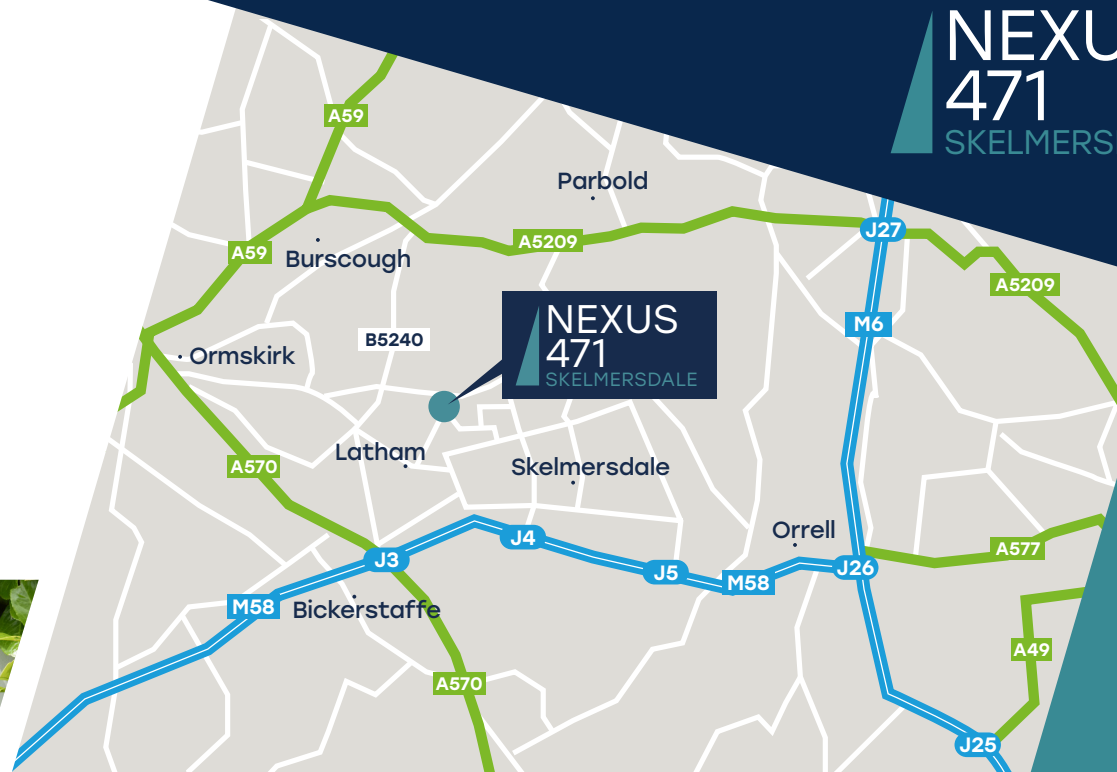 NEXU
471
SKELMERS
A59
Parbold
A59
Burscough
A5209
J27
A5209
M6
NEXUS
471
SKELMERSDALE
B5240
Ormskirk
Latham
A570
Skelmersdale
Orrell
J3
J4
J5
M58
J26
A577
M58
Bickerstaffe
A49
A570
J25